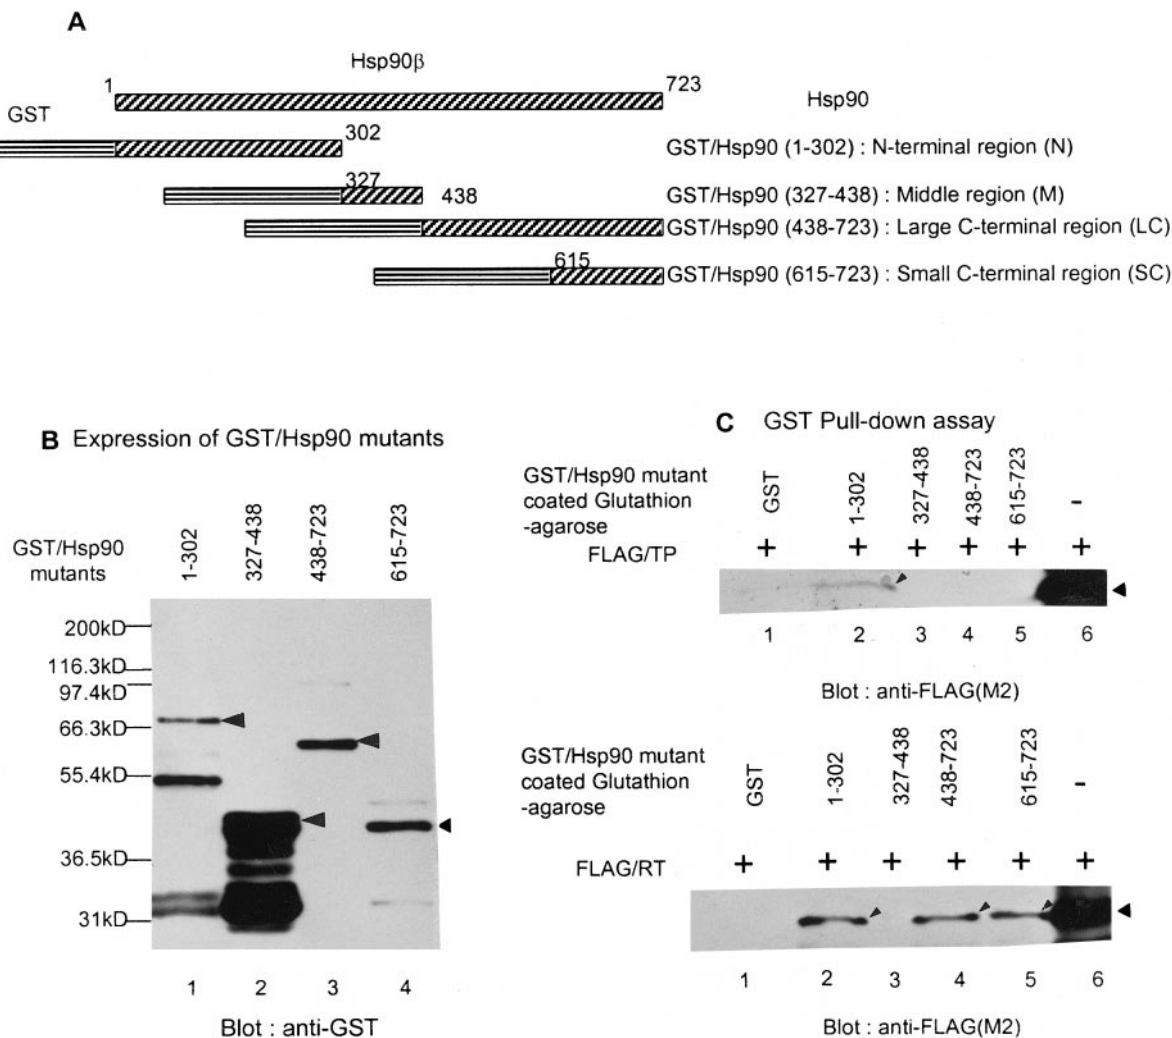 A
Hsp90β
1
723
GST
Hsp90
302
GST/Hsp90 (1-302) : N-terminal region (N)
327
438
GST/Hsp90 (327-438) : Middle region (M)
GST/Hsp90 (438-723) : Large C-terminal region (LC)
615
GST/Hsp90 (615-723) : Small C-terminal region (SC)
B Expression of GST/Hsp90 mutants
GST/Hsp90
mutants
1-302
327-438
438-723
615-723
200kD
116.3kD
97.4kD
66.3kD
55.4kD
36.5kD
31kD
1 2 3 4
Blot : anti-GST
C GST Pull-down assay
GST/Hsp90 mutant
coated Glutathion
-agarose
GST
1-302
327-438
438-723
615-723
-
FLAG/TP + + + + + +
1 2 3 4 5 6
Blot : anti-FLAG(M2)
GST/Hsp90 mutant
coated Glutathion
-agarose
GST
1-302
327-438
438-723
615-723
-
FLAG/RT + + + + + +
1 2 3 4 5 6
Blot : anti-FLAG(M2)